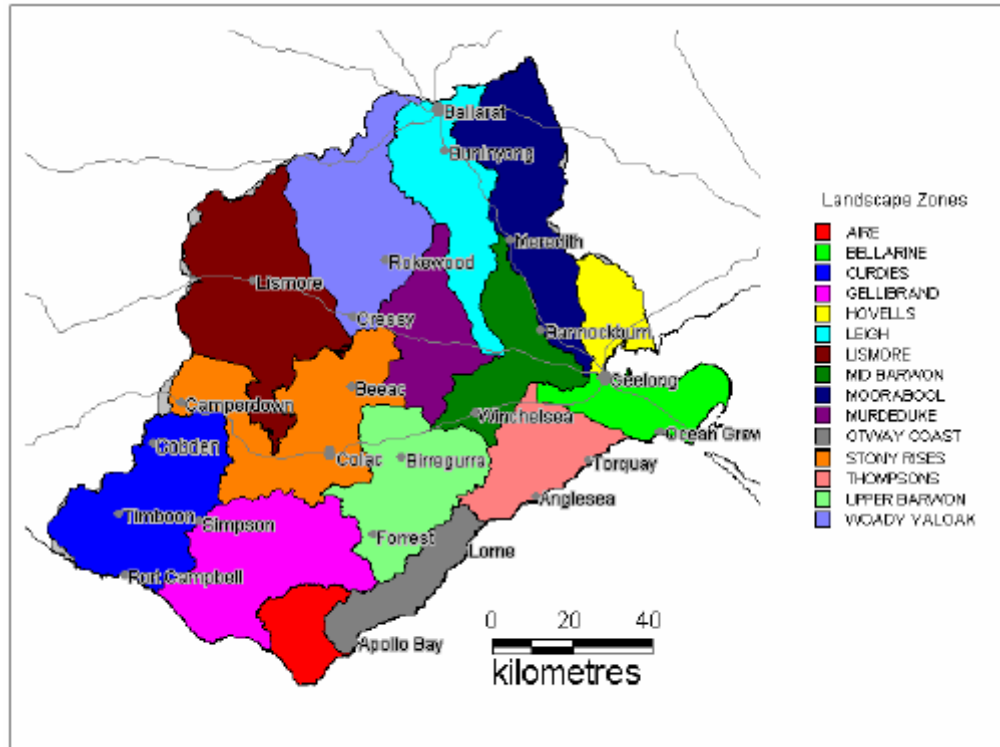 Ballarat
Buninyong
Meredith
Rokewood
Lismore
Cressy
Bannockburn
Geelong
Beeac
Camperdown
Winchelsea
Ocean Grov
Cobden
Colac
Birregurra
Torquay
Anglesea
Timboon
Simpson
Forrest
Lorne
Port Campbell
Apollo Bay
0 20 40
kilometres
Landscape Zones
AIRE
BELLARINE
CURDIES
GELLIBRAND
HOVELLS
LEIGH
LISMORE
MID BARWON
MOORABOOL
MURDEDUKE
OTWAY COAST
STONY RISES
THOMPSONS
UPPER BARWON
WOADY YALOAK